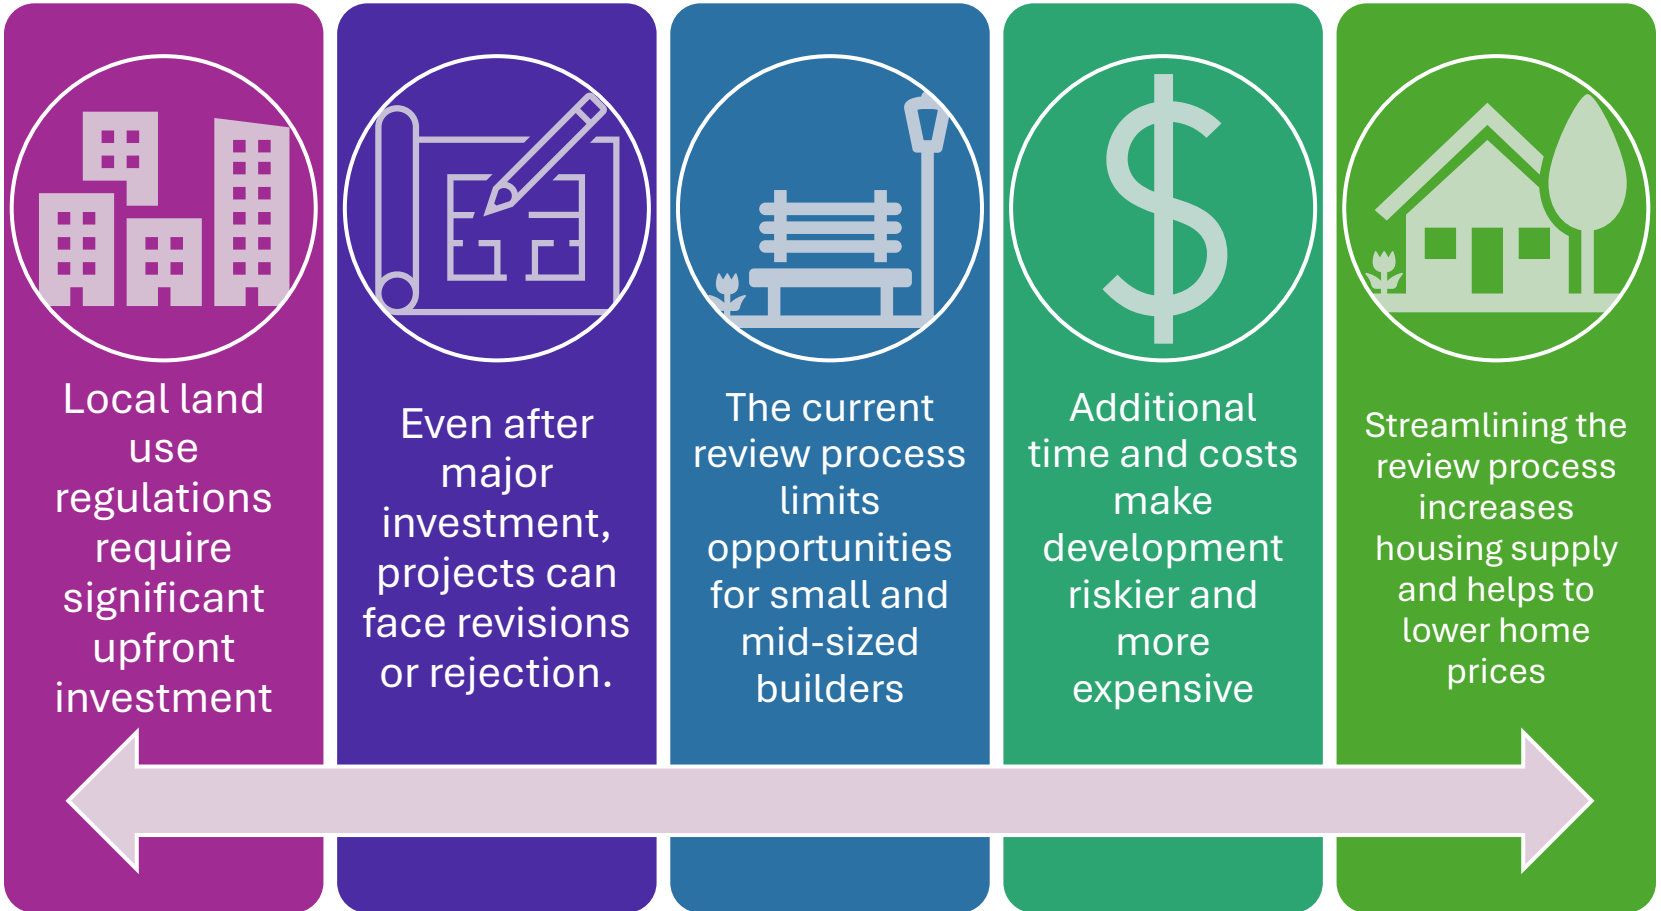 Local land
use
regulations
require
significant
upfront
investment
Even after
major
investment,
projects can
face revisions
or rejection.
The current
review process
limits
opportunities
for small and
mid-sized
builders
Additional
time and costs
make
development
riskier and
more
expensive
Streamlining the
review process
increases
housing supply
and helps to
lower home
prices